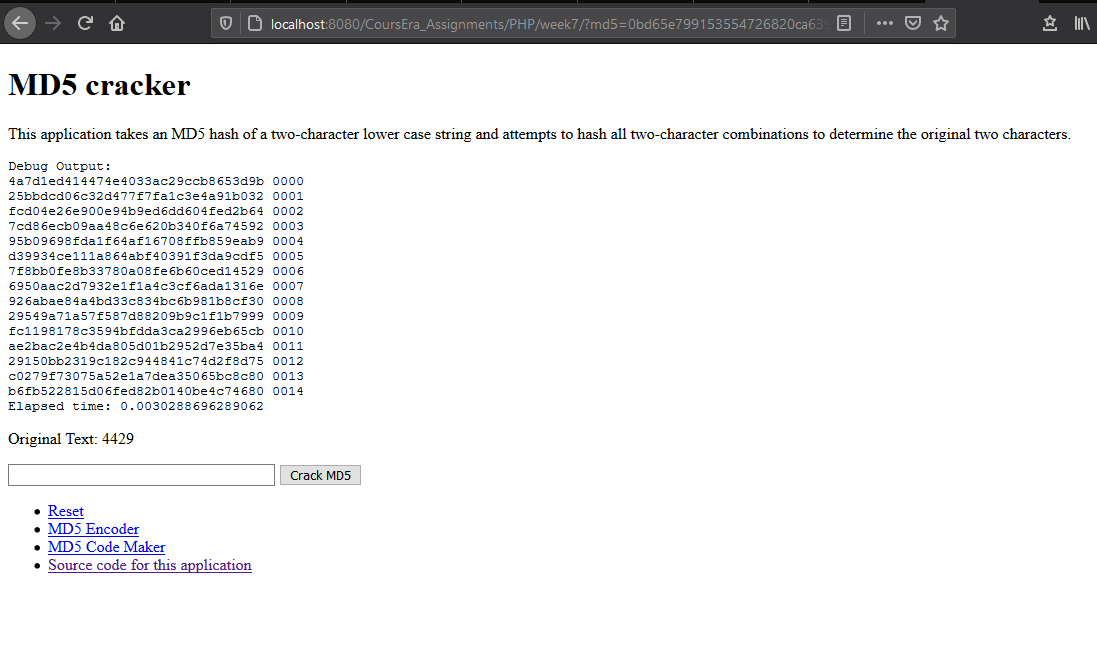 localhost:8080/CoursEra_Assignments/PHP/week7/?md5=0bd65e799153554726820ca639
MD5 cracker
This application takes an MD5 hash of a two-character lower case string and attempts to hash all two-character combinations to determine the original two characters.
Debug Output:
4a7d1ed414474e4033ac29ccb8653d9b 0000
25bbdcd06c32d477f7fa1c3e4a91b032 0001
fcd04e26e900e94b9ed6dd604fed2b64 0002
7cd86ecb09aa48c6e620b340f6a74592 0003
95b09698fda1f64af16708ffb859eab9 0004
d39934ce111a864abf40391f3da9cdf5 0005
7f8bb0fe8b33780a08fe6b60ced14529 0006
6950aac2d7932e1f1a4c3cf6ada1316e 0007
926abae84a4bd33c834bc6b981b8cf30 0008
29549a71a57f587d88209b9c1f1b7999 0009
fc1198178c3594bfdda3ca2996eb65cb 0010
ae2bac2e4b4da805d01b2952d7e35ba4 0011
29150bb2319c182c944841c74d2f8d75 0012
c0279f73075a52e1a7dea35065bc8c80 0013
b6fb522815d06fed82b0140be4c74680 0014
Elapsed time: 0.0030288696289062
Original Text: 4429
Crack MD5
Reset
MD5 Encoder
MD5 Code Maker
Source code for this application